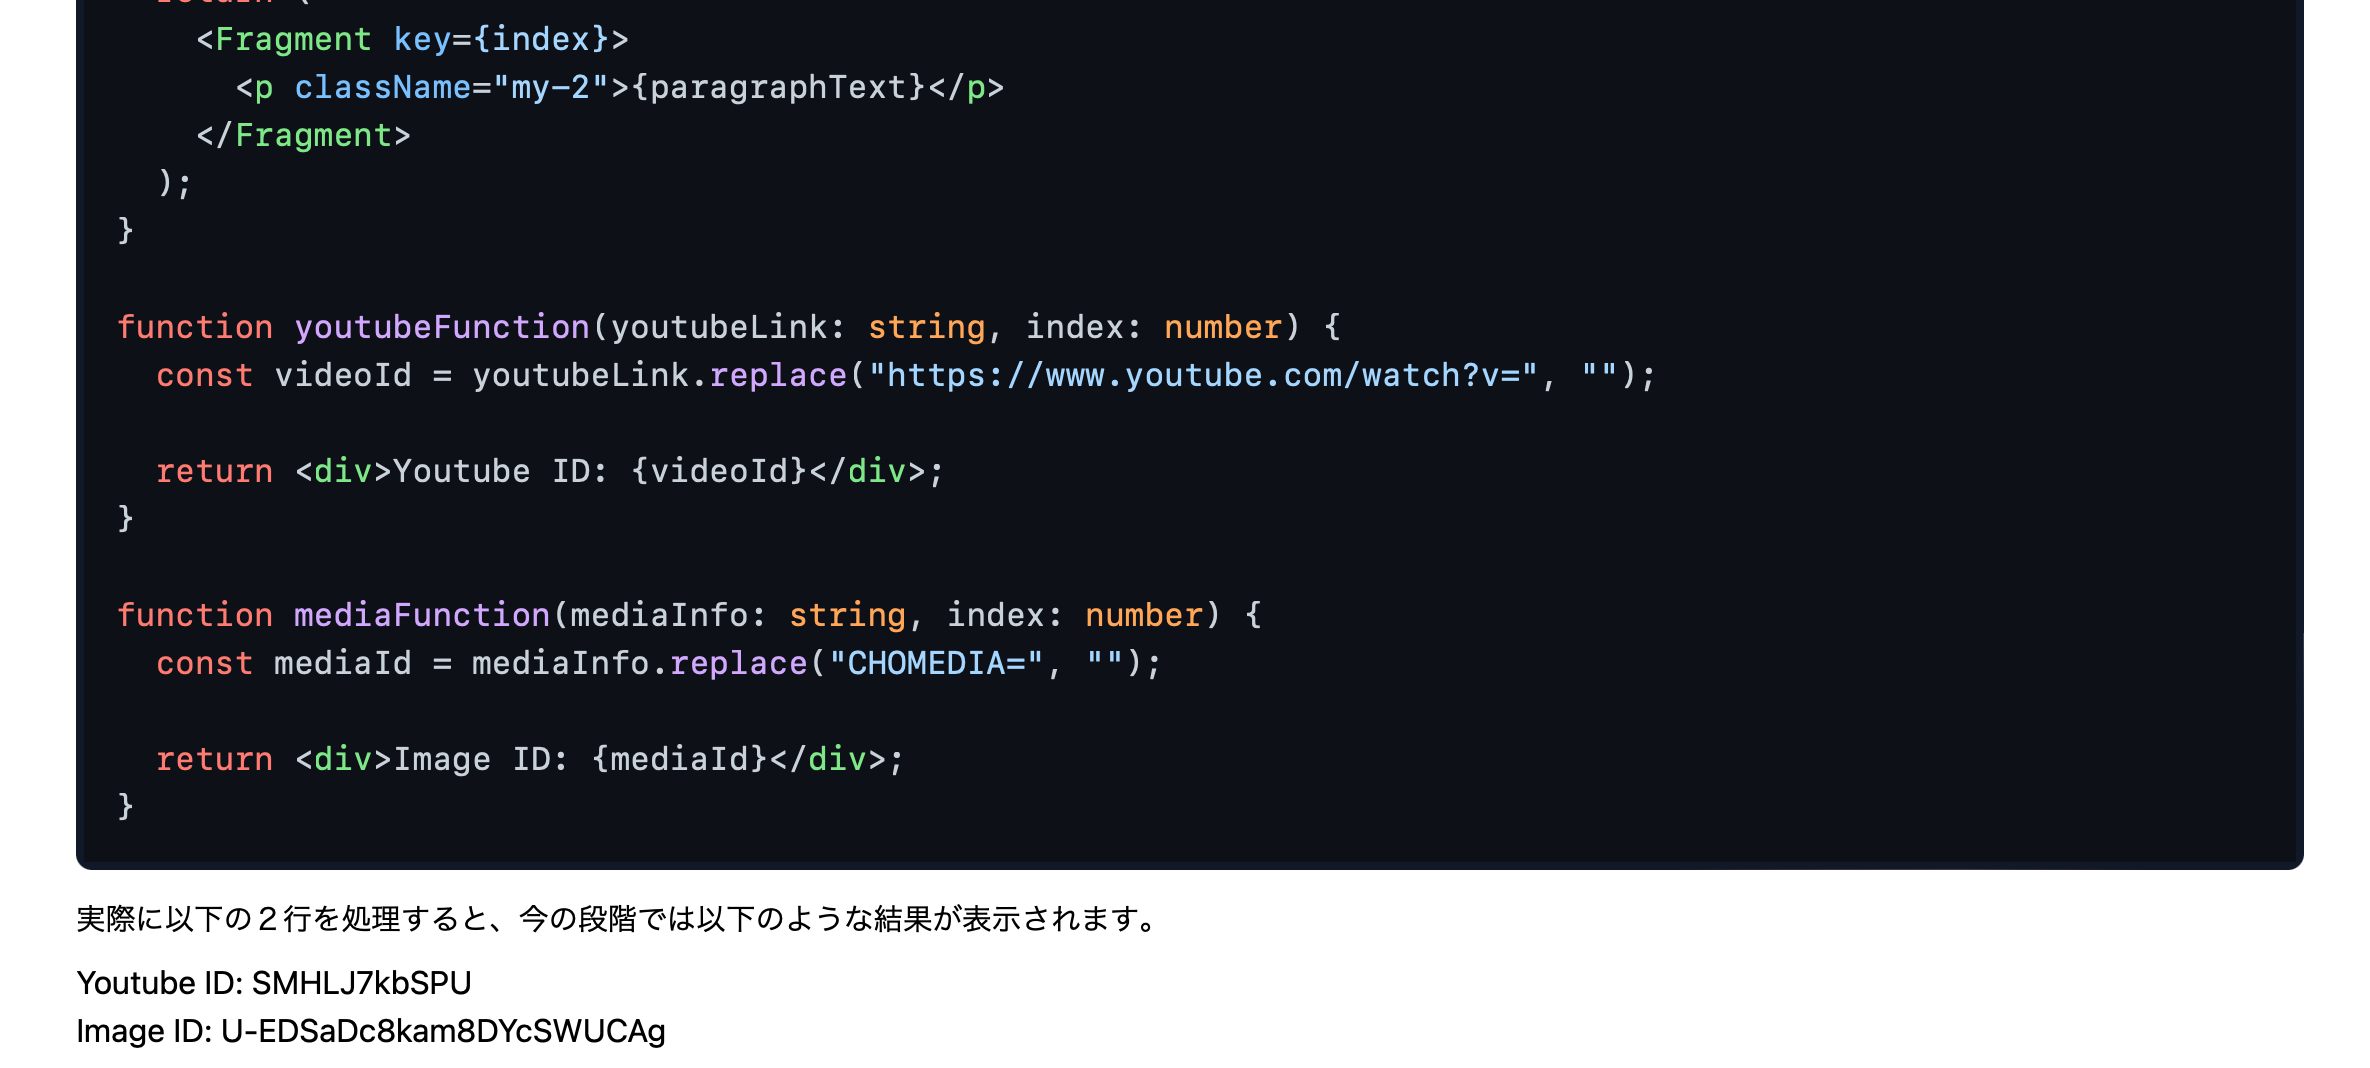 return (
    <Fragment key={index}>
      <p className="my-2">{paragraphText}</p>
    </Fragment>
  );
}
function youtubeFunction(youtubeLink: string, index: number) {
  const videoId = youtubeLink.replace("https://www.youtube.com/watch?v=", "");
  return <div>Youtube ID: {videoId}</div>;
}
function mediaFunction(mediaInfo: string, index: number) {
  const mediaId = mediaInfo.replace("CHOMEDIA=", "");
  return <div>Image ID: {mediaId}</div>;
}
実際に以下の２行を処理すると、今の段階では以下のような結果が表示されます。
Youtube ID: SMHLJ7kbSPU
Image ID: U-EDSaDc8kam8DYcSWUCAg